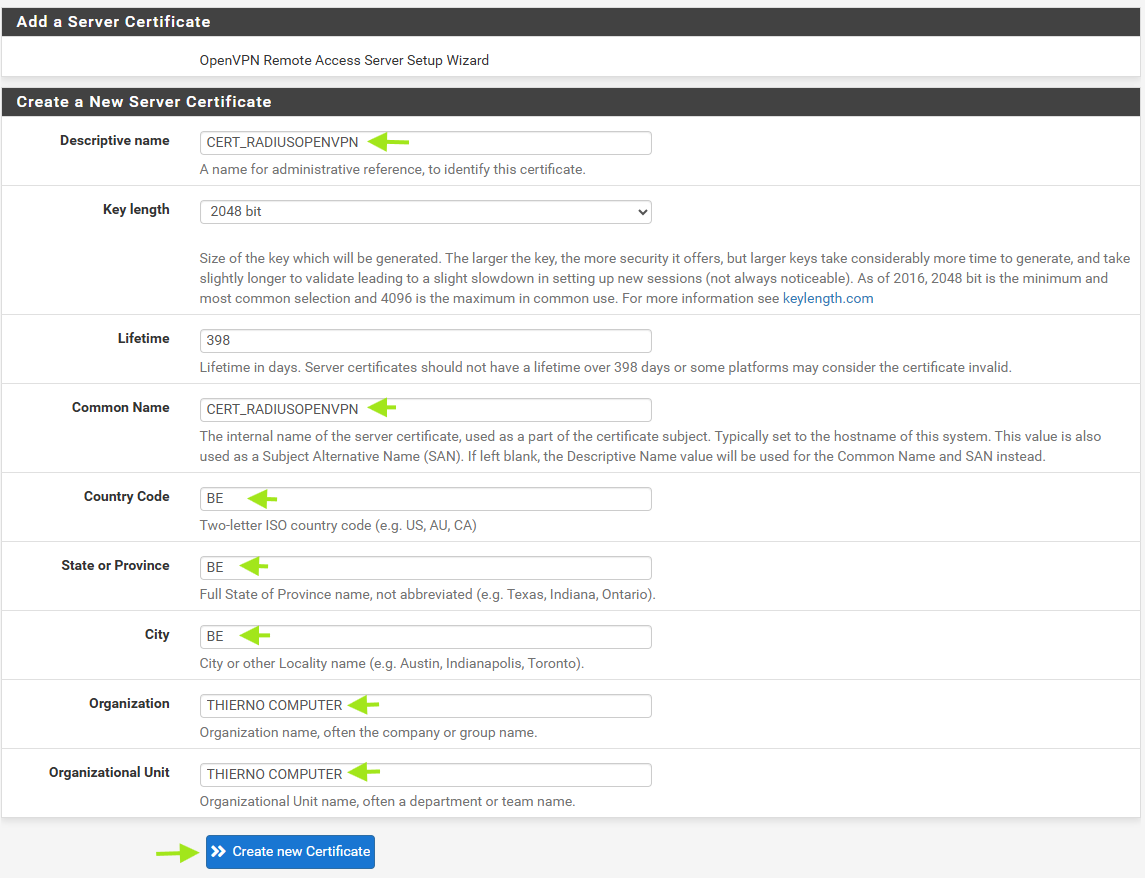 Add a Server Certificate
OpenVPN Remote Access Server Setup Wizard
Create a New Server Certificate
Descriptive name
CERT_RADIUSOPENVPN
A name for administrative reference, to identify this certificate.
Key length
2048 bit
Size of the key which will be generated. The larger the key, the more security it offers, but larger keys take considerably more time to generate, and take
slightly longer to validate leading to a slight slowdown in setting up new sessions (not always noticeable). As of 2016, 2048 bit is the minimum and
most common selection and 4096 is the maximum in common use. For more information see keylength.com
Lifetime
398
Lifetime in days. Server certificates should not have a lifetime over 398 days or some platforms may consider the certificate invalid.
Common Name
CERT_RADIUSOPENVPN
The internal name of the server certificate, used as a part of the certificate subject. Typically set to the hostname of this system. This value is also
used as a Subject Alternative Name (SAN). If left blank, the Descriptive Name value will be used for the Common Name and SAN instead.
Country Code
BE
Two-letter ISO country code (e.g. US, AU, CA)
State or Province
BE
Full State of Province name, not abbreviated (e.g. Texas, Indiana, Ontario).
City
BE
City or other Locality name (e.g. Austin, Indianapolis, Toronto).
Organization
THIERNO COMPUTER
Organization name, often the company or group name.
Organizational Unit
THIERNO COMPUTER
Organizational Unit name, often a department or team name.
Create new Certificate